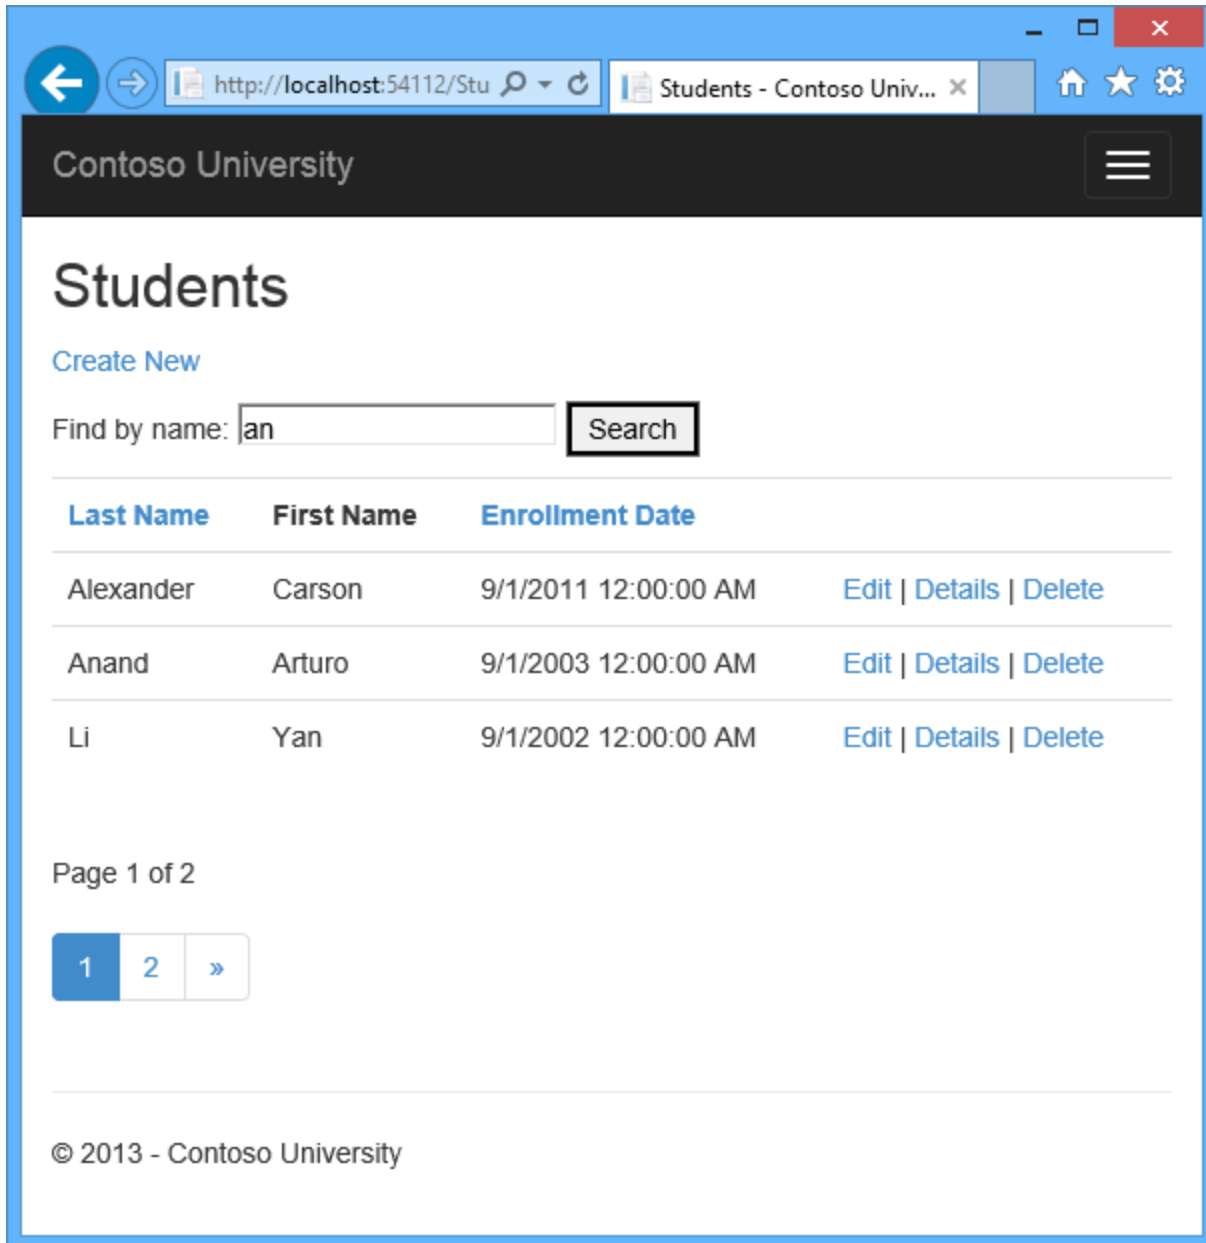 http://localhost:54112/Stu
Students - Contoso Univ...
Contoso University
Students
Create New
Find by name: an Search
Last Name First Name Enrollment Date
Alexander Carson 9/1/2011 12:00:00 AM Edit | Details | Delete
Anand Arturo 9/1/2003 12:00:00 AM Edit | Details | Delete
Li Yan 9/1/2002 12:00:00 AM Edit | Details | Delete
Page 1 of 2
1 2 »
© 2013 - Contoso University